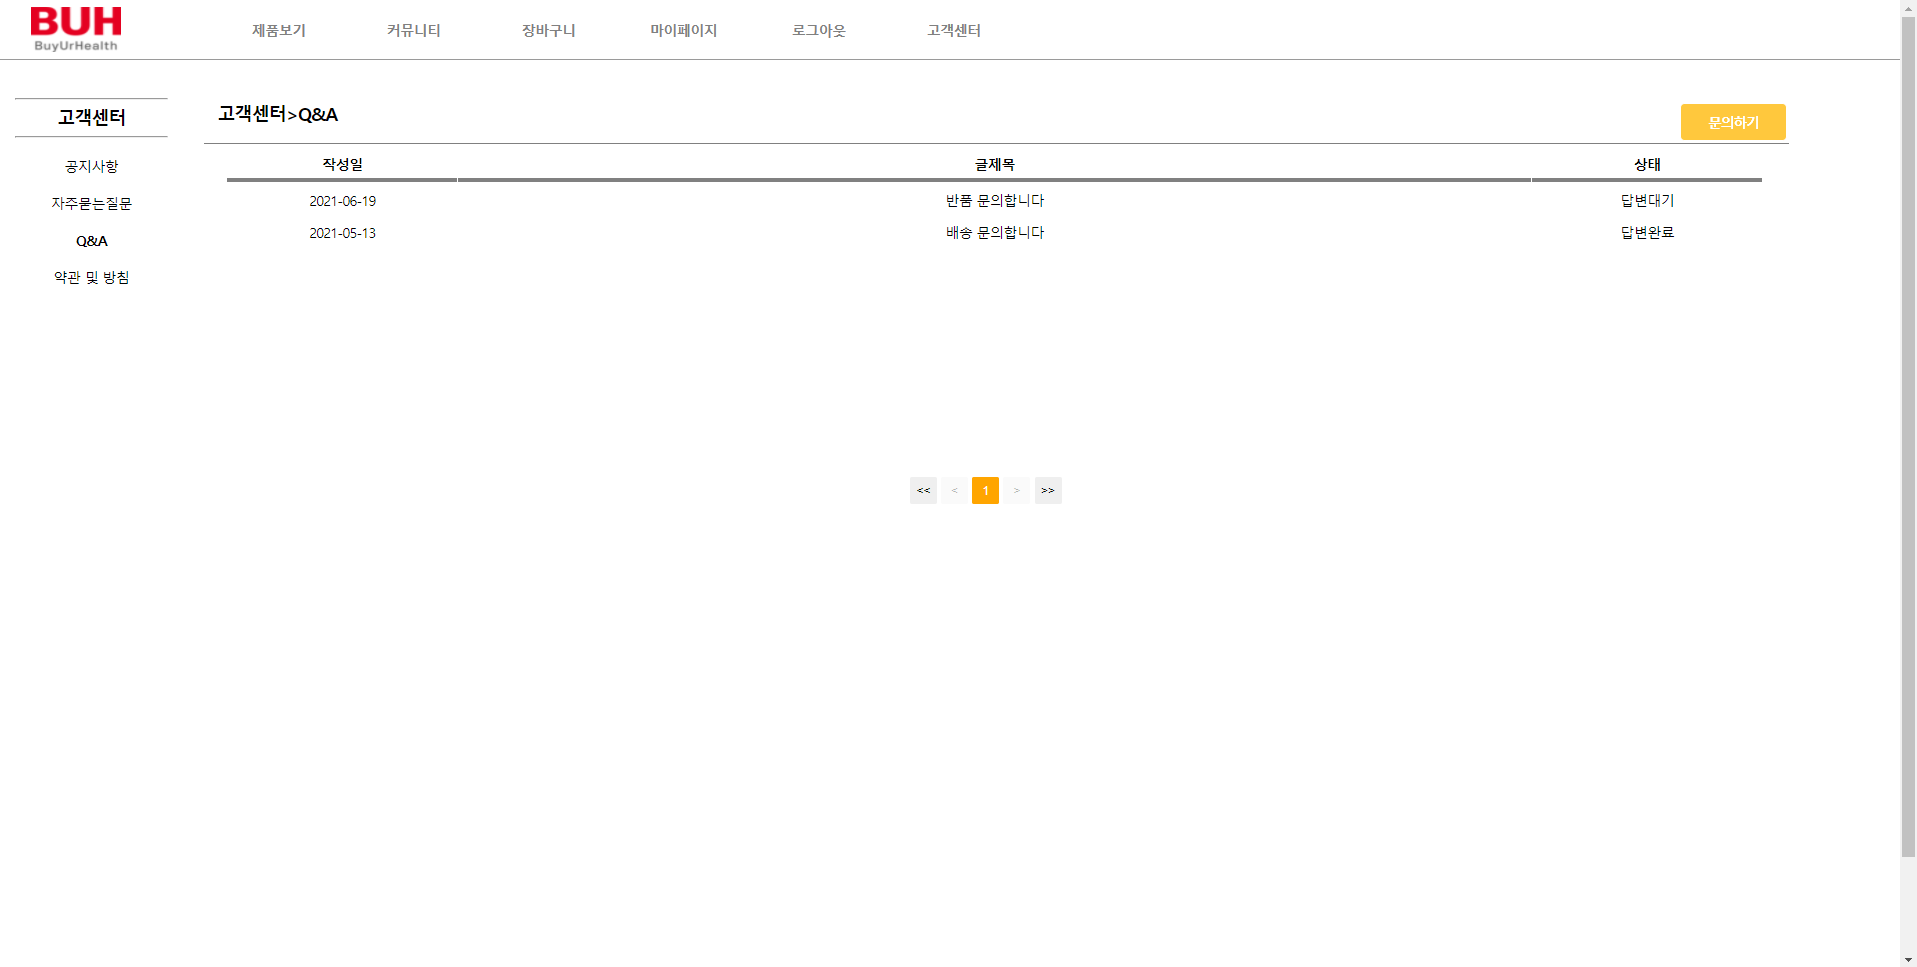 BUH
BuyUrHealth
제품보기 커뮤니티 장바구니 마이페이지 로그아웃 고객센터
고객센터
공지사항
자주묻는질문
Q&A
약관 및 방침
고객센터>Q&A
문의하기
작성일 글제목 상태
2021-06-19 반품 문의합니다 답변대기
2021-05-13 배송 문의합니다 답변완료
<< < 1 > >>